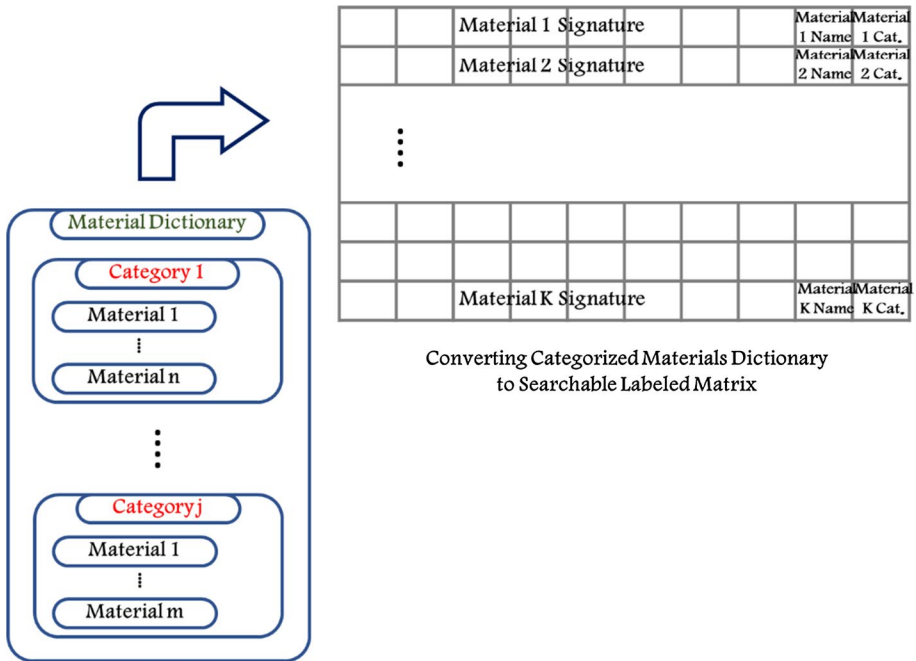 Material 1 Signature
Material
1 Name
Material
1 Cat.
Material 2 Signature
Material
2 Name
Material
2 Cat.
Material K Signature
Material
K Name
Material
K Cat.
Converting Categorized Materials Dictionary
to Searchable Labeled Matrix
Material Dictionary
Category 1
Material 1
Material n
Category j
Material 1
Material m